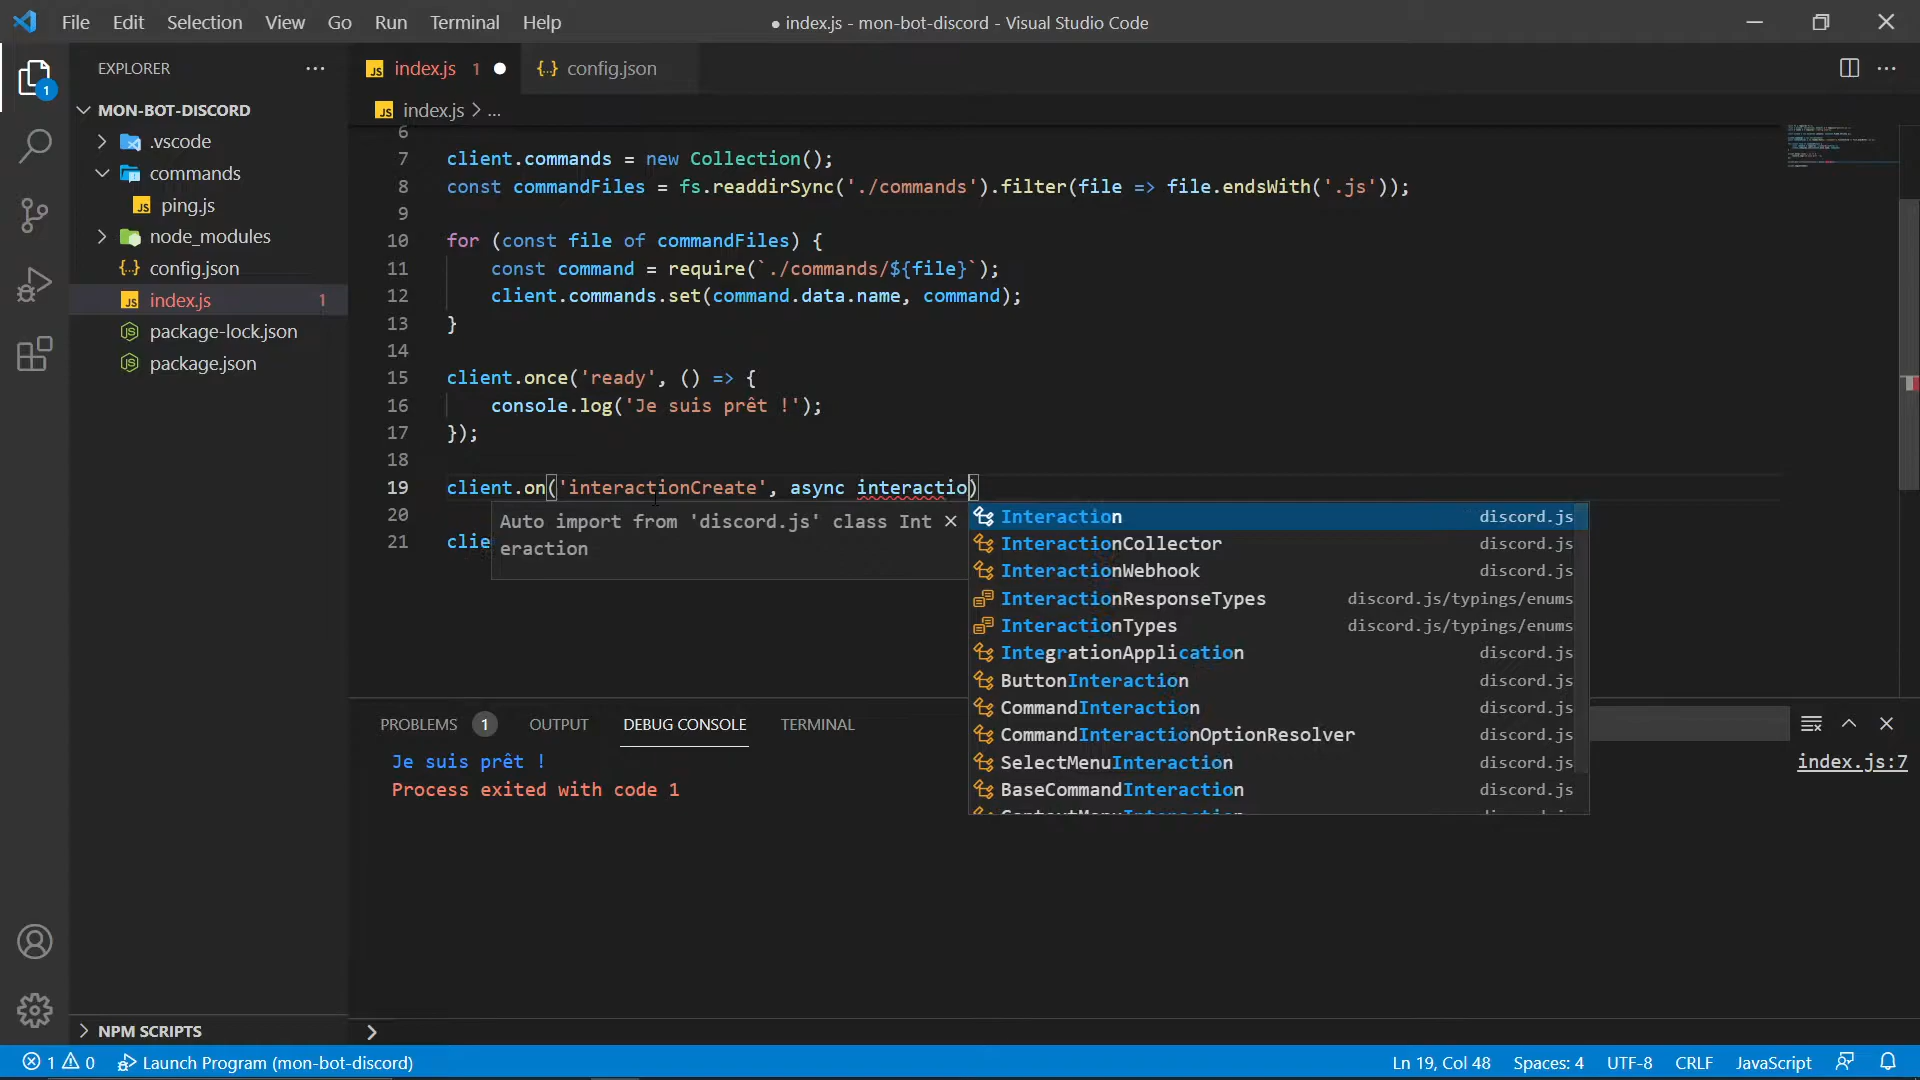 File Edit Selection View Go Run Terminal Help
● index.js - mon-bot-discord - Visual Studio Code
1
EXPLORER
MON-BOT-DISCORD
.vscode
commands
JS ping.js
node_modules
{..} config.json
JS index.js 1
package-lock.json
package.json
NPM SCRIPTS
JS index.js 1
{..} config.json
JS index.js > ...
6
7 client.commands = new Collection();
8 const commandFiles = fs.readdirSync('./commands').filter(file => file.endsWith('.js'));
9
10 for (const file of commandFiles) {
11 const command = require(`./commands/${file}`);
12 client.commands.set(command.data.name, command);
13 }
14
15 client.once('ready', () => {
16 console.log('Je suis prêt !');
17 });
18
19 client.on('interactionCreate', async interactio)
20
21 clie
Auto import from 'discord.js' class Int
eraction
Interaction discord.js
InteractionCollector discord.js
InteractionWebhook discord.js
InteractionResponseTypes discord.js/typings/enums
InteractionTypes discord.js/typings/enums
IntegrationApplication discord.js
ButtonInteraction discord.js
CommandInteraction discord.js
CommandInteractionOptionResolver discord.js
SelectMenuInteraction discord.js
BaseCommandInteraction discord.js
PROBLEMS 1 OUTPUT DEBUG CONSOLE TERMINAL
Je suis prêt ! index.js:7
Process exited with code 1
1 0 Launch Program (mon-bot-discord)
Ln 19, Col 48 Spaces: 4 UTF-8 CRLF JavaScript